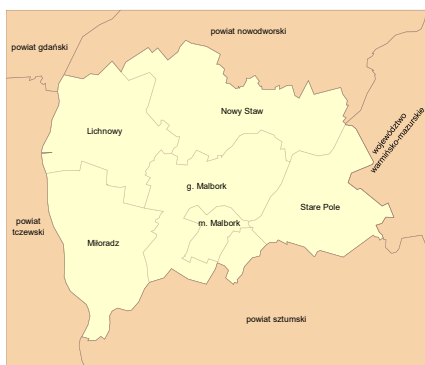 powiat nowodworski
powiat gdański
Nowy Staw
Lichnowy
województwo
warmińsko-mazurskie
g. Malbork
Stare Pole
m. Malbork
powiat
tczewski
Miłoradz
powiat sztumski